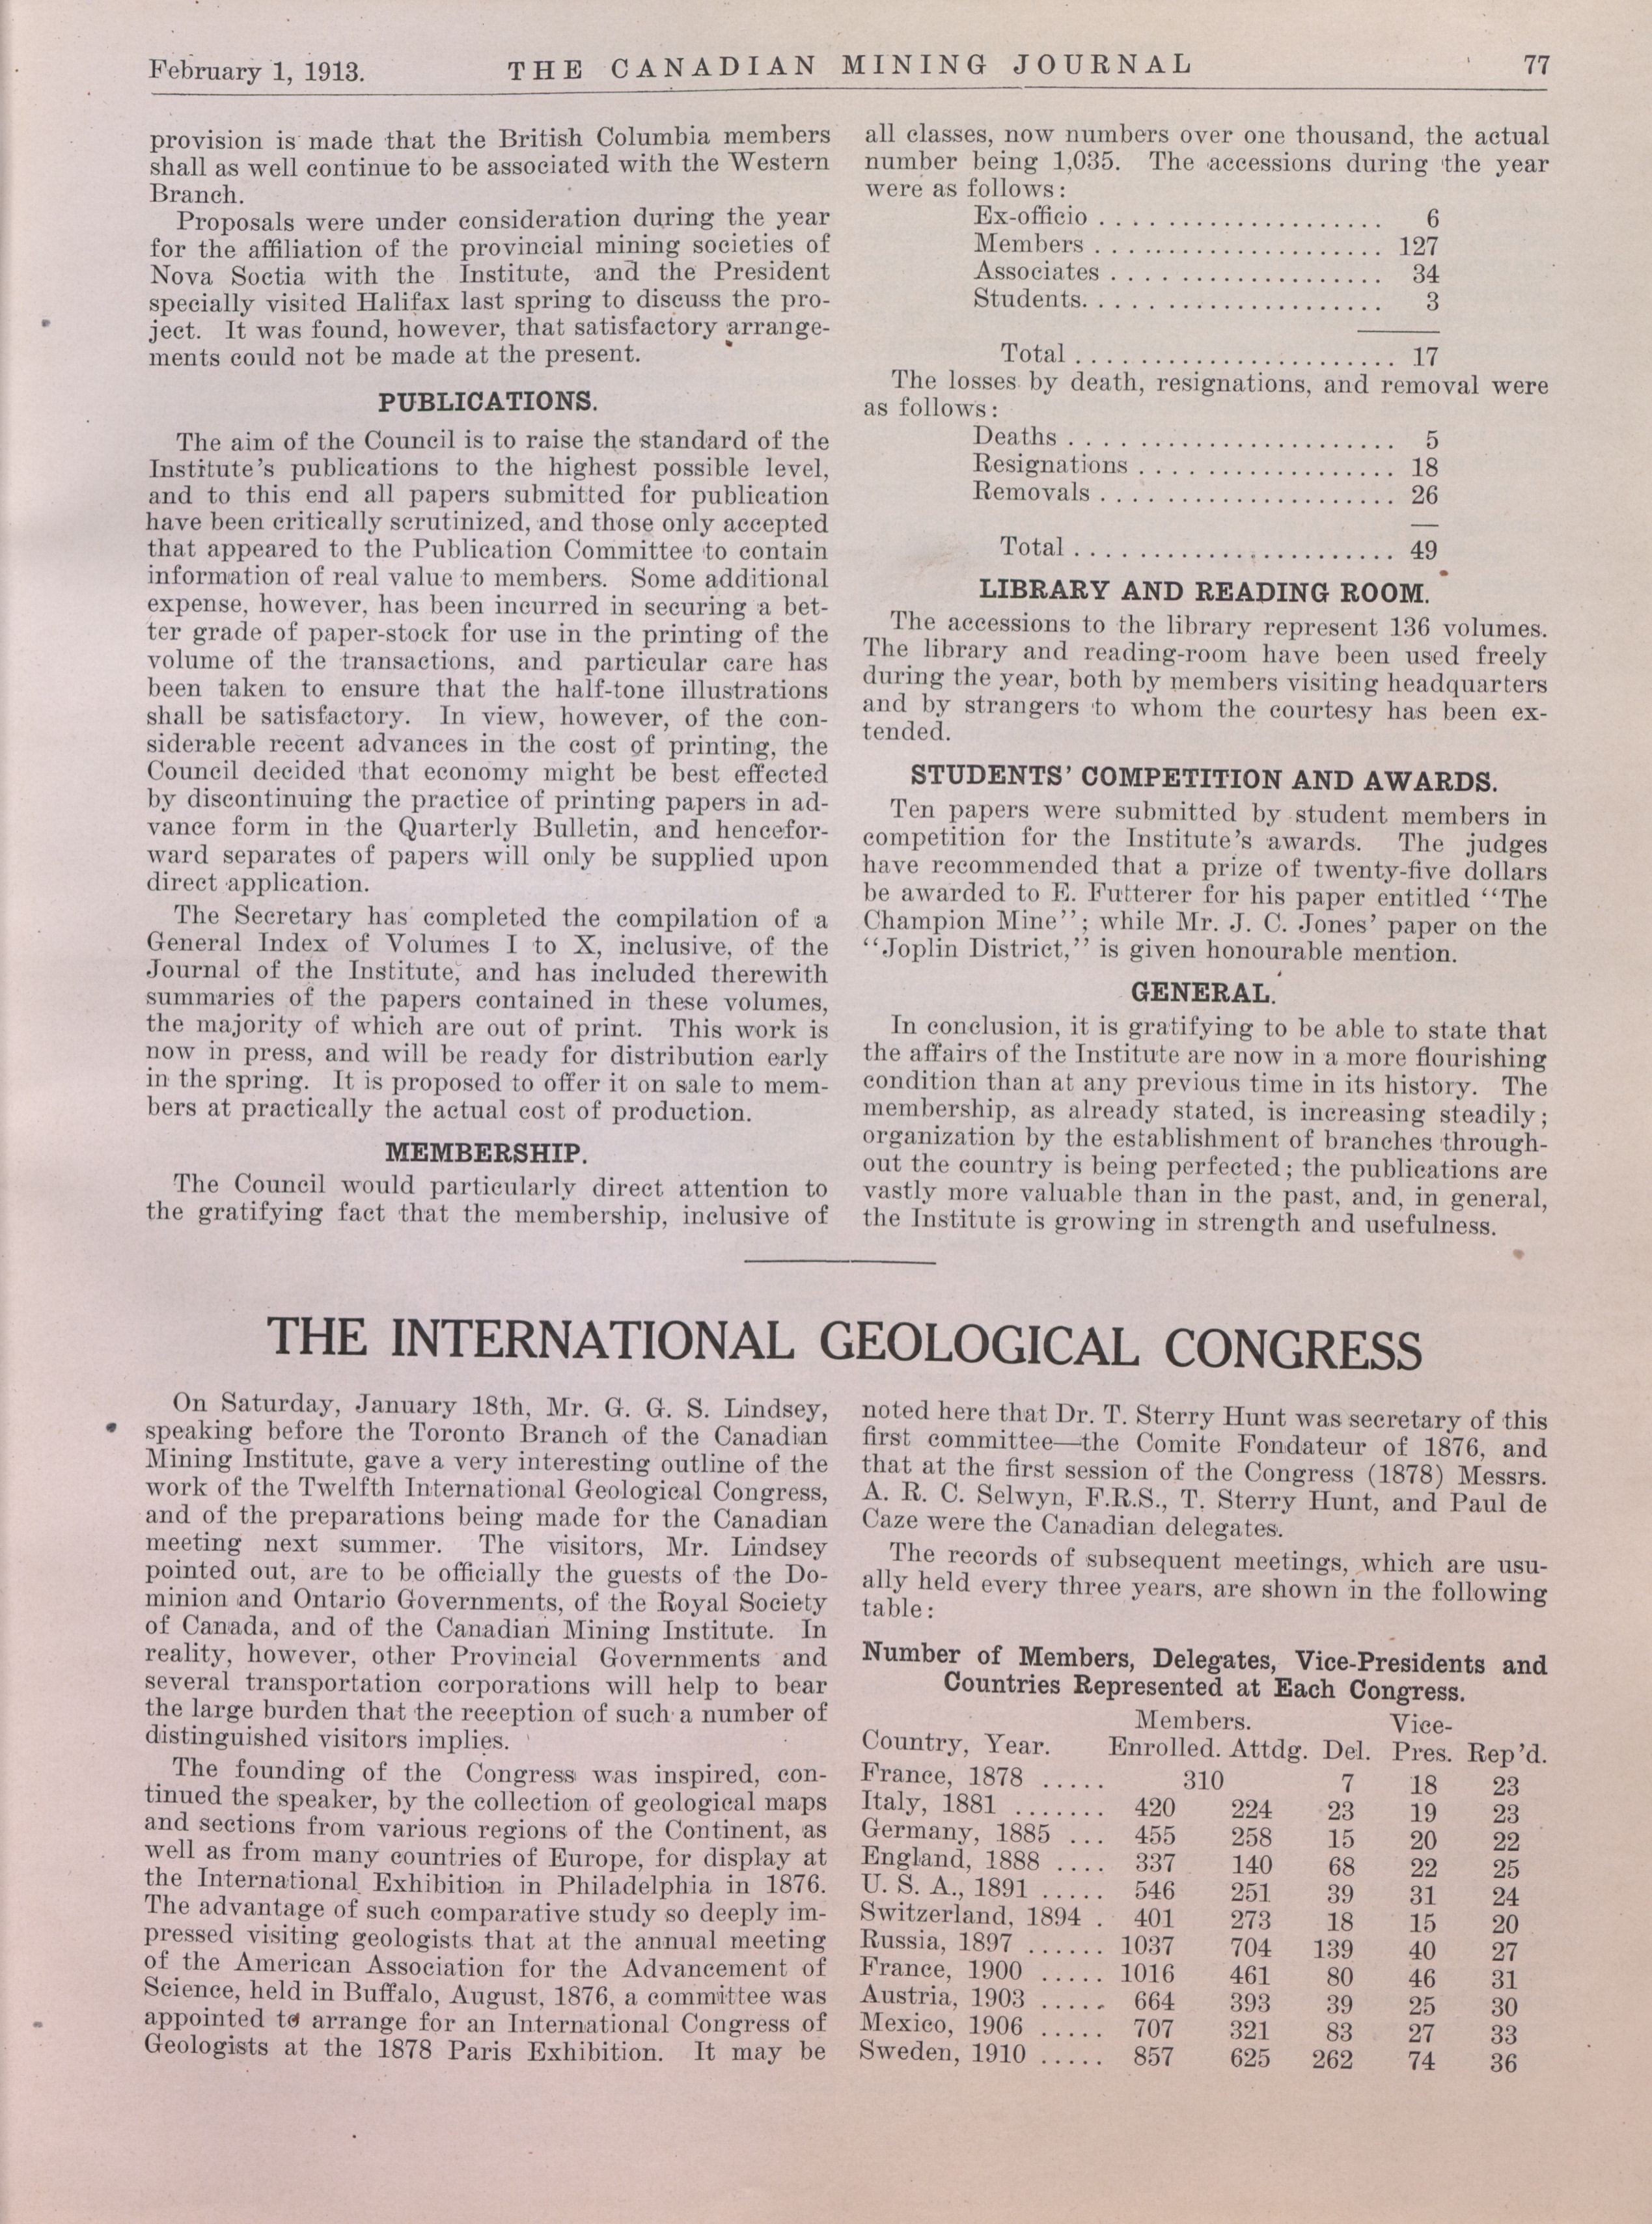 February 1, 1913.
THE CANADIAN MINING JOURNAL
77
provision is made that the British Columbia members
shall as well continue to be associated with the Western
Branch.
Proposals were under consideration during the year
for the affiliation of the provincial mining societies of
Nova Soctia with the Institute, and the President
specially visited Halifax last spring to discuss the pro-
ject. It was found, however, that satisfactory arrange-
ments could not be made at the present.
PUBLICATIONS.
The aim of the Council is to raise the standard of the
Institute's publications to the highest possible level,
and to this end all papers submitted for publication
have been critically scrutinized, and those only accepted
that appeared to the Publication Committee to contain
information of real value to members. Some additional
expense, however, has been incurred in securing a bet-
ter grade of paper-stock for use in the printing of the
volume of the transactions, and particular care has
been taken to ensure that the half-tone illustrations
shall be satisfactory. In view, however, of the con-
siderable recent advances in the cost of printing, the
Council decided that economy might be best effected
by discontinuing the practice of printing papers in ad-
vance form in the Quarterly Bulletin, and hencefor-
ward separates of papers will only be supplied upon
direct application.
The Secretary has completed the compilation of a
General Index of Volumes I to X, inclusive, of the
Journal of the Institute, and has included therewith
summaries of the papers contained in these volumes,
the majority of which are out of print. This work is
now in press, and will be ready for distribution early
in the spring. It is proposed to offer it on sale to mem-
bers at practically the actual cost of production.
MEMBERSHIP.
The Council would particularly direct attention to
the gratifying fact that the membership, inclusive of
all classes, now numbers over one thousand, the actual
number being 1,035. The accessions during the year
were as follows:
Ex-officio . . . . . . . . . . . . . . . . . . . . . 6
Members . . . . . . . . . . . . . . . . . . . . . 127
Associates . . . . . . . . . . . . . . . . . . . . 34
Students. . . . . . . . . . . . . . . . . . . . . . 3
Total . . . . . . . . . . . . . . . . . . . . . . . 17
The losses by death, resignations, and removal were
as follows:
Deaths . . . . . . . . . . . . . . . . . . . . . . . 5
Resignations . . . . . . . . . . . . . . . . . . 18
Removals . . . . . . . . . . . . . . . . . . . . . 26
Total . . . . . . . . . . . . . . . . . . . . . . . 49
LIBRARY AND READING ROOM.
The accessions to the library represent 136 volumes.
The library and reading-room have been used freely
during the year, both by members visiting headquarters
and by strangers to whom the courtesy has been ex-
tended.
STUDENTS' COMPETITION AND AWARDS.
Ten papers were submitted by student members in
competition for the Institute's awards. The judges
have recommended that a prize of twenty-five dollars
be awarded to E. Futterer for his paper entitled "The
Champion Mine"; while Mr. J. C. Jones' paper on the
"Joplin District," is given honourable mention.
GENERAL.
In conclusion, it is gratifying to be able to state that
the affairs of the Institute are now in a more flourishing
condition than at any previous time in its history. The
membership, as already stated, is increasing steadily;
organization by the establishment of branches through-
out the country is being perfected; the publications are
vastly more valuable than in the past, and, in general,
the Institute is growing in strength and usefulness.
THE INTERNATIONAL GEOLOGICAL CONGRESS
On Saturday, January 18th, Mr. G. G. S. Lindsey,
speaking before the Toronto Branch of the Canadian
Mining Institute, gave a very interesting outline of the
work of the Twelfth International Geological Congress,
and of the preparations being made for the Canadian
meeting next summer. The visitors, Mr. Lindsey
pointed out, are to be officially the guests of the Do-
minion and Ontario Governments, of the Royal Society
of Canada, and of the Canadian Mining Institute. In
reality, however, other Provincial Governments and
several transportation corporations will help to bear
the large burden that the reception of such a number of
distinguished visitors implies.
The founding of the Congress was inspired, con-
tinued the speaker, by the collection of geological maps
and sections from various regions of the Continent, as
well as from many countries of Europe, for display at
the International Exhibition in Philadelphia in 1876.
The advantage of such comparative study so deeply im-
pressed visiting geologists that at the annual meeting
of the American Association for the Advancement of
Science, held in Buffalo, August, 1876, a committee was
appointed to arrange for an International Congress of
Geologists at the 1878 Paris Exhibition. It may be
noted here that Dr. T. Sterry Hunt was secretary of this
first committee—the Comite Fondateur of 1876, and
that at the first session of the Congress (1878) Messrs.
A. R. C. Selwyn, F.R.S., T. Sterry Hunt, and Paul de
Caze were the Canadian delegates.
The records of subsequent meetings, which are usu-
ally held every three years, are shown in the following
table:
Number of Members, Delegates, Vice-Presidents and
Countries Represented at Each Congress.
Members. Vice-
Country, Year. Enrolled. Attdg. Del. Pres. Rep'd.
France, 1878 ..... 310 7 18 23
Italy, 1881 ....... 420 224 23 19 23
Germany, 1885 ... 455 258 15 20 22
England, 1888 .... 337 140 68 22 25
U. S. A., 1891 ..... 546 251 39 31 24
Switzerland, 1894 . 401 273 18 15 20
Russia, 1897 ...... 1037 704 139 40 27
France, 1900 ..... 1016 461 80 46 31
Austria, 1903 ..... 664 393 39 25 30
Mexico, 1906 ..... 707 321 83 27 33
Sweden, 1910 ..... 857 625 262 74 36